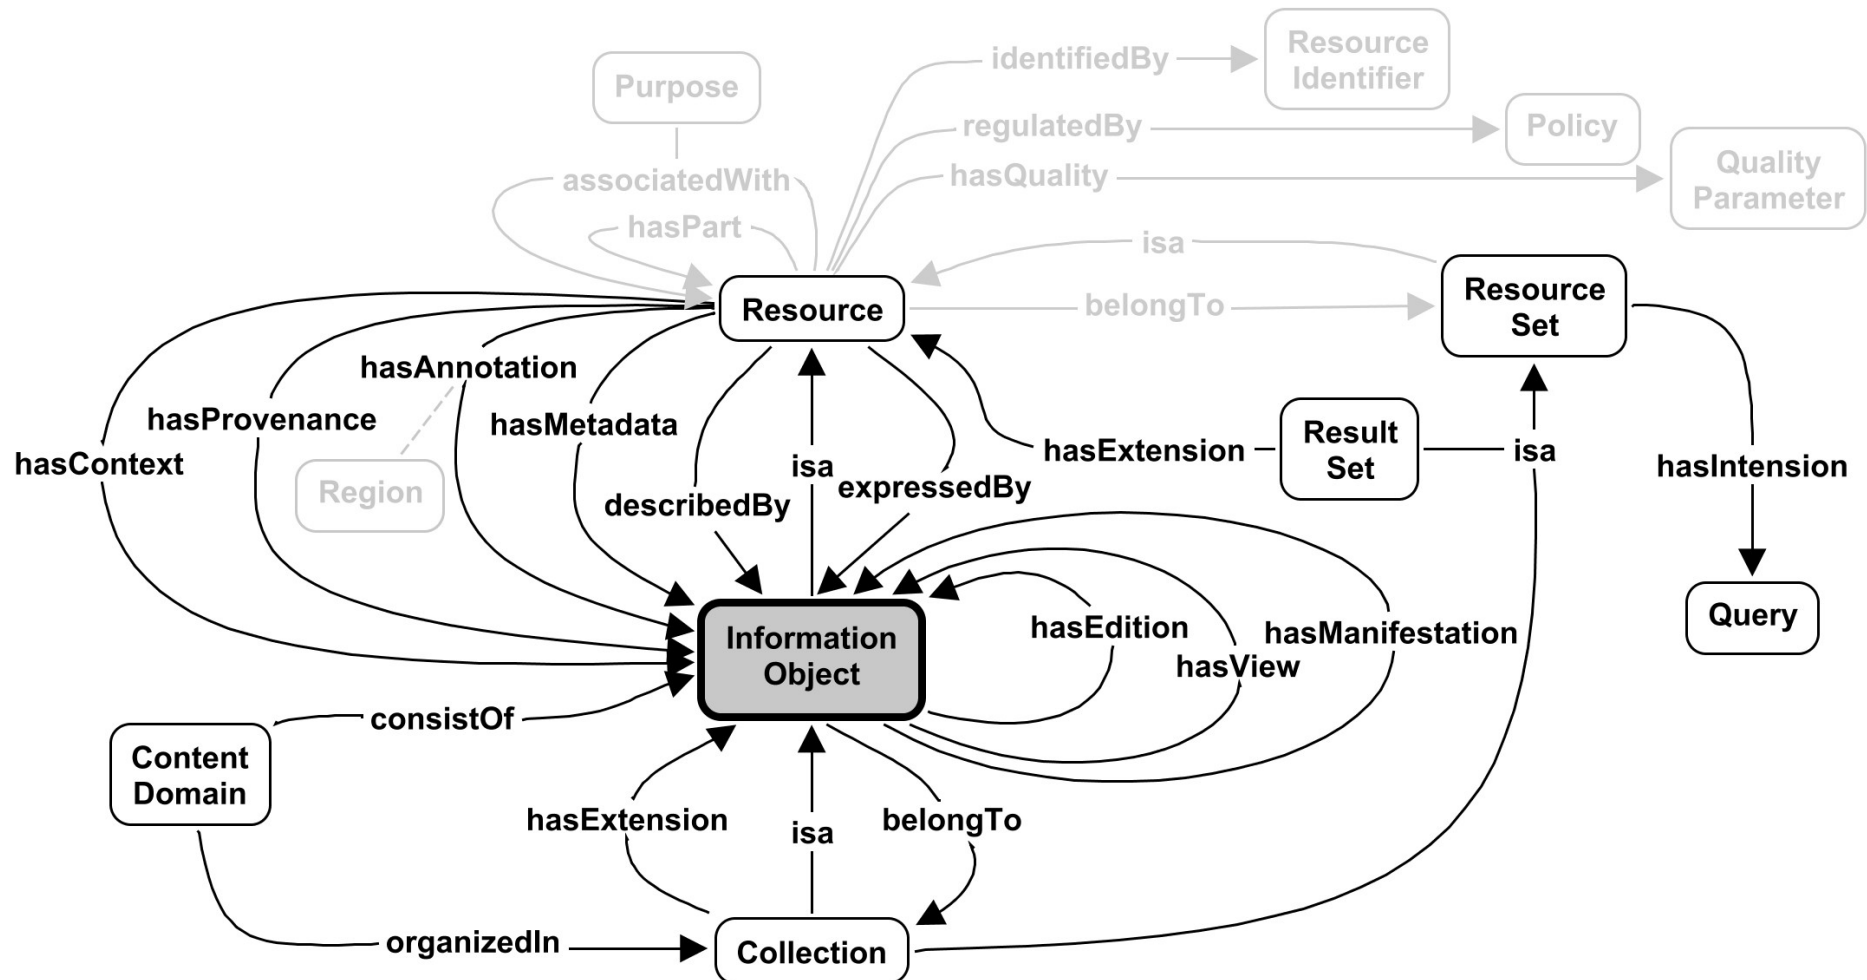 identifiedBy
Resource
Identifier
Purpose
regulatedBy
Policy
associatedWith
hasQuality
Quality
Parameter
hasPart
isa
Resource
belongTo
Resource
Set
hasAnnotation
hasProvenance
hasMetadata
hasContext
Region
describedBy
isa
expressedBy
hasExtension
Result
Set
isa
hasIntension
Query
Information
Object
hasEdition
hasView
hasManifestation
consistOf
Content
Domain
hasExtension
isa
belongTo
organizedIn
Collection